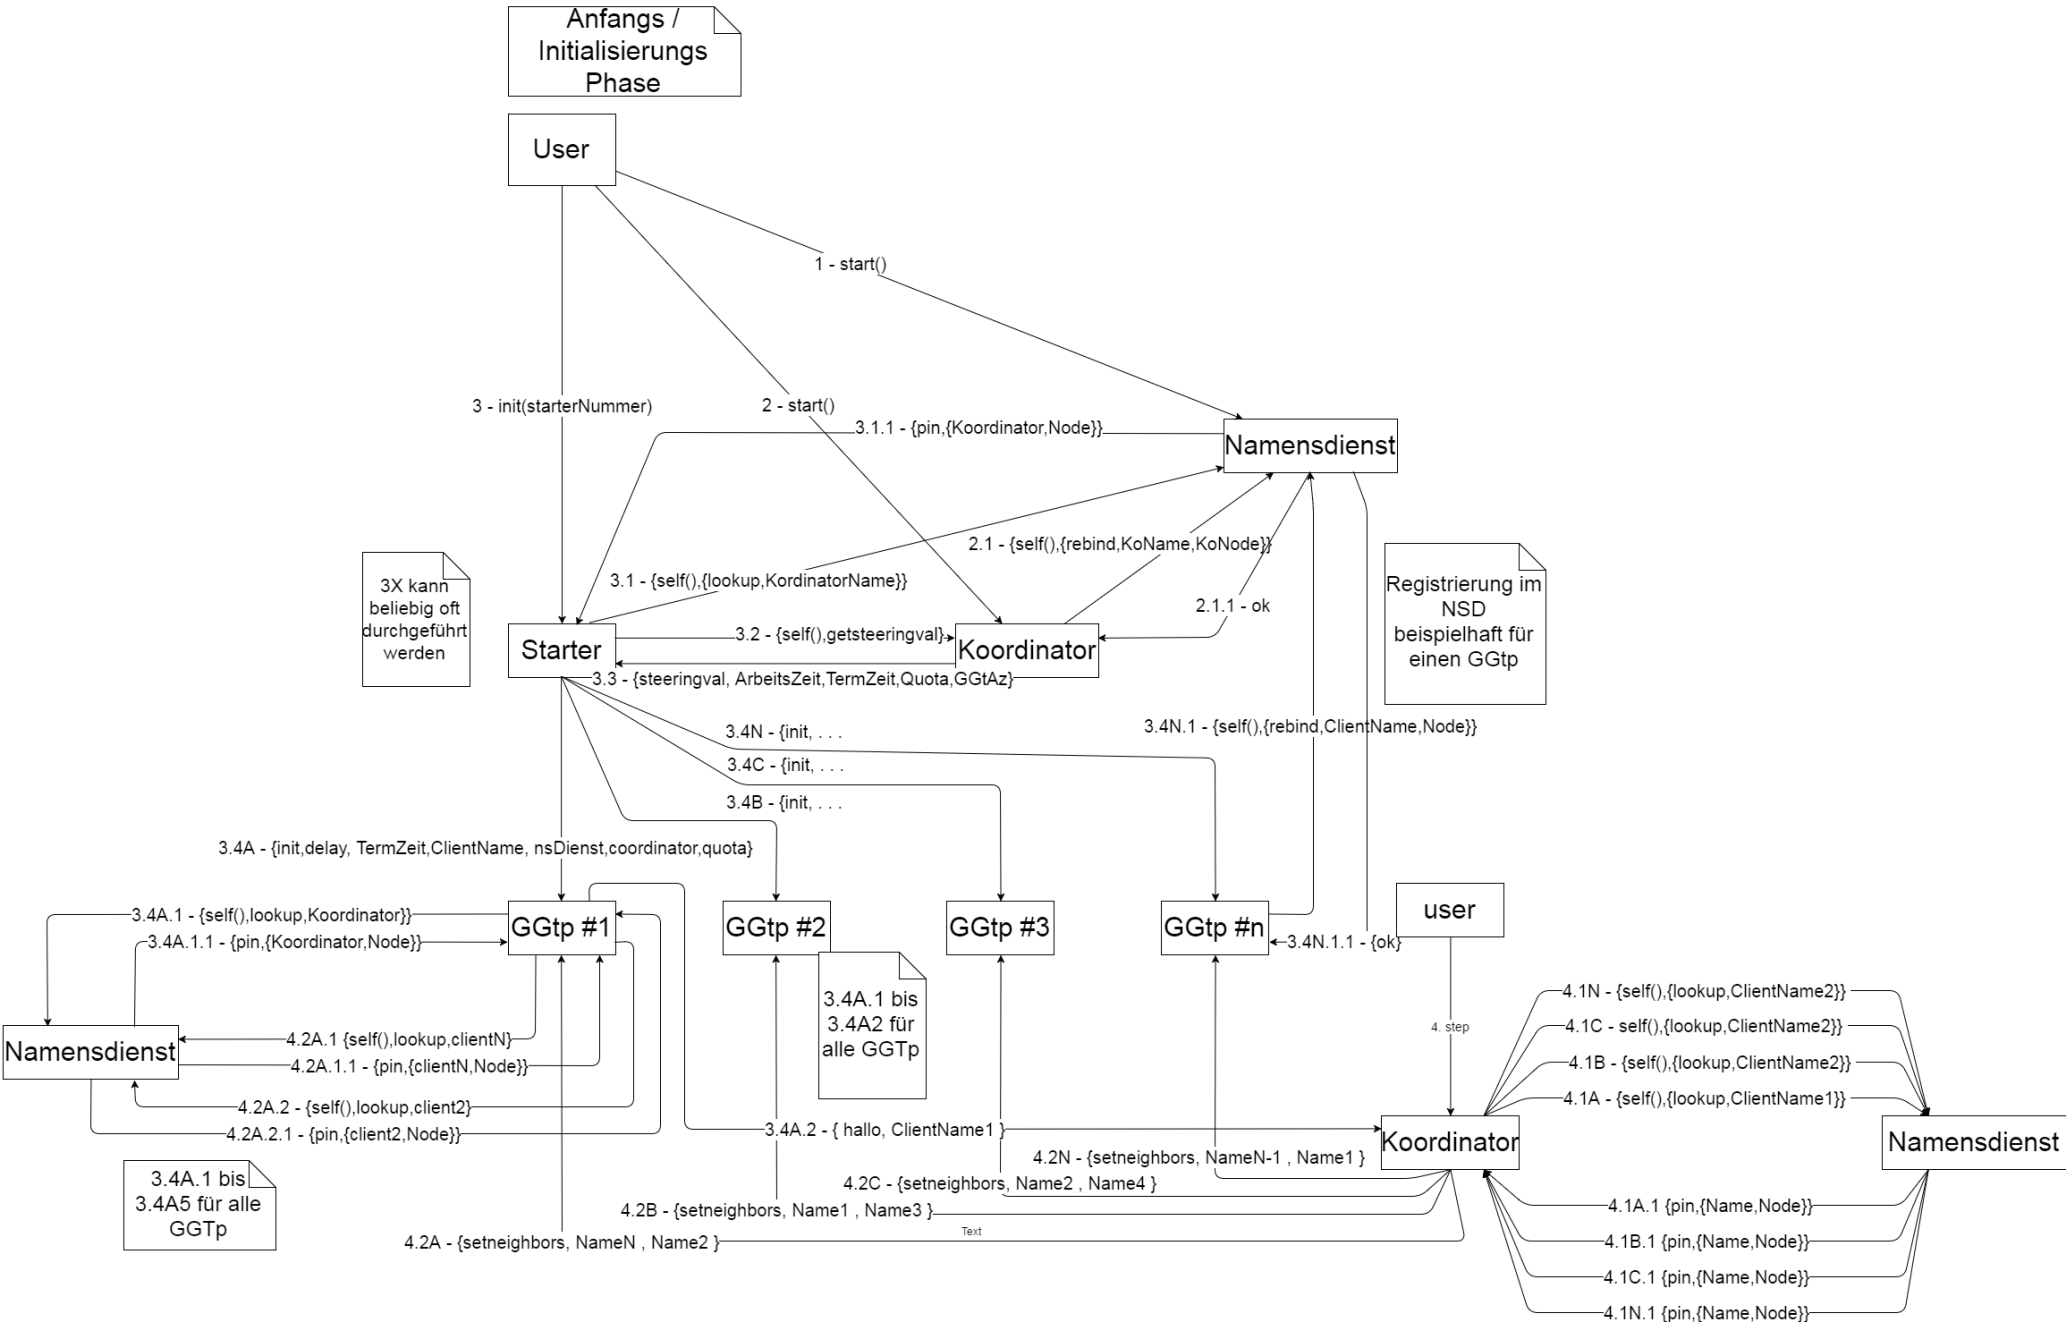 Anfangs /
Initialisierungs
Phase
User
1 - start()
3 - init(starterNummer)
2 - start()
3.1.1 - {pin,{Koordinator,Node}}
Namensdienst
2.1 - {self(),{rebind,KoName,KoNode}}
3.1 - {self(),{lookup,KordinatorName}}
2.1.1 - ok
3X kann
beliebig oft
durchgeführt
werden
Registrierung im
NSD
beispielhaft für
einen GGtp
Starter
3.2 - {self(),getsteeringval}
Koordinator
3.3 - {steeringval, ArbeitsZeit,TermZeit,Quota,GGtAz}
3.4N - {init, . . .
3.4N.1 - {self(),{rebind,ClientName,Node}}
3.4C - {init, . . .
3.4B - {init, . . .
3.4A - {init,delay, TermZeit,ClientName, nsDienst,coordinator,quota}
3.4A.1 - {self(),lookup,Koordinator}}
GGtp #1
GGtp #2
GGtp #3
GGtp #n
user
3.4A.1.1 - {pin,{Koordinator,Node}}
3.4N.1.1 - {ok}
3.4A.1 bis
3.4A2 für
alle GGTp
4. step
4.1N - {self(),{lookup,ClientName2}}
4.1C - self(),{lookup,ClientName2}}
4.1B - {self(),{lookup,ClientName2}}
4.1A - {self(),{lookup,ClientName1}}
Namensdienst
4.2A.1 {self(),lookup,clientN}
4.2A.1.1 - {pin,{clientN,Node}}
4.2A.2 - {self(),lookup,client2}
4.2A.2.1 - {pin,{client2,Node}}
3.4A.2 - { hallo, ClientName1 }
Koordinator
Namensdienst
4.2N - {setneighbors, NameN-1 , Name1 }
4.2C - {setneighbors, Name2 , Name4 }
4.2B - {setneighbors, Name1 , Name3 }
Text
4.2A - {setneighbors, NameN , Name2 }
3.4A.1 bis
3.4A5 für alle
GGTp
4.1A.1 {pin,{Name,Node}}
4.1B.1 {pin,{Name,Node}}
4.1C.1 {pin,{Name,Node}}
4.1N.1 {pin,{Name,Node}}